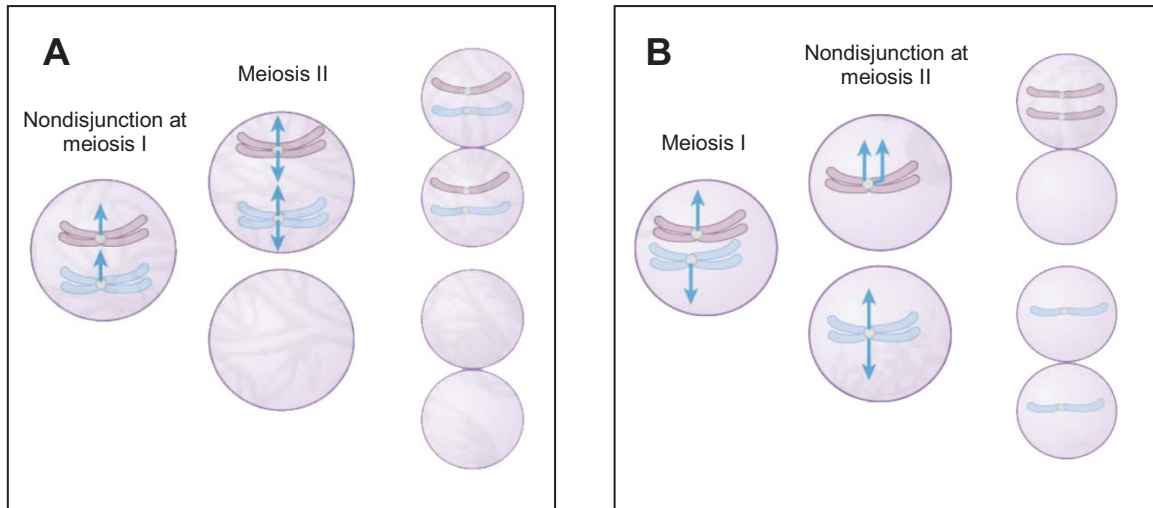 A
Nondisjunction at
meiosis I
Meiosis II
B
Meiosis I
Nondisjunction at
meiosis II